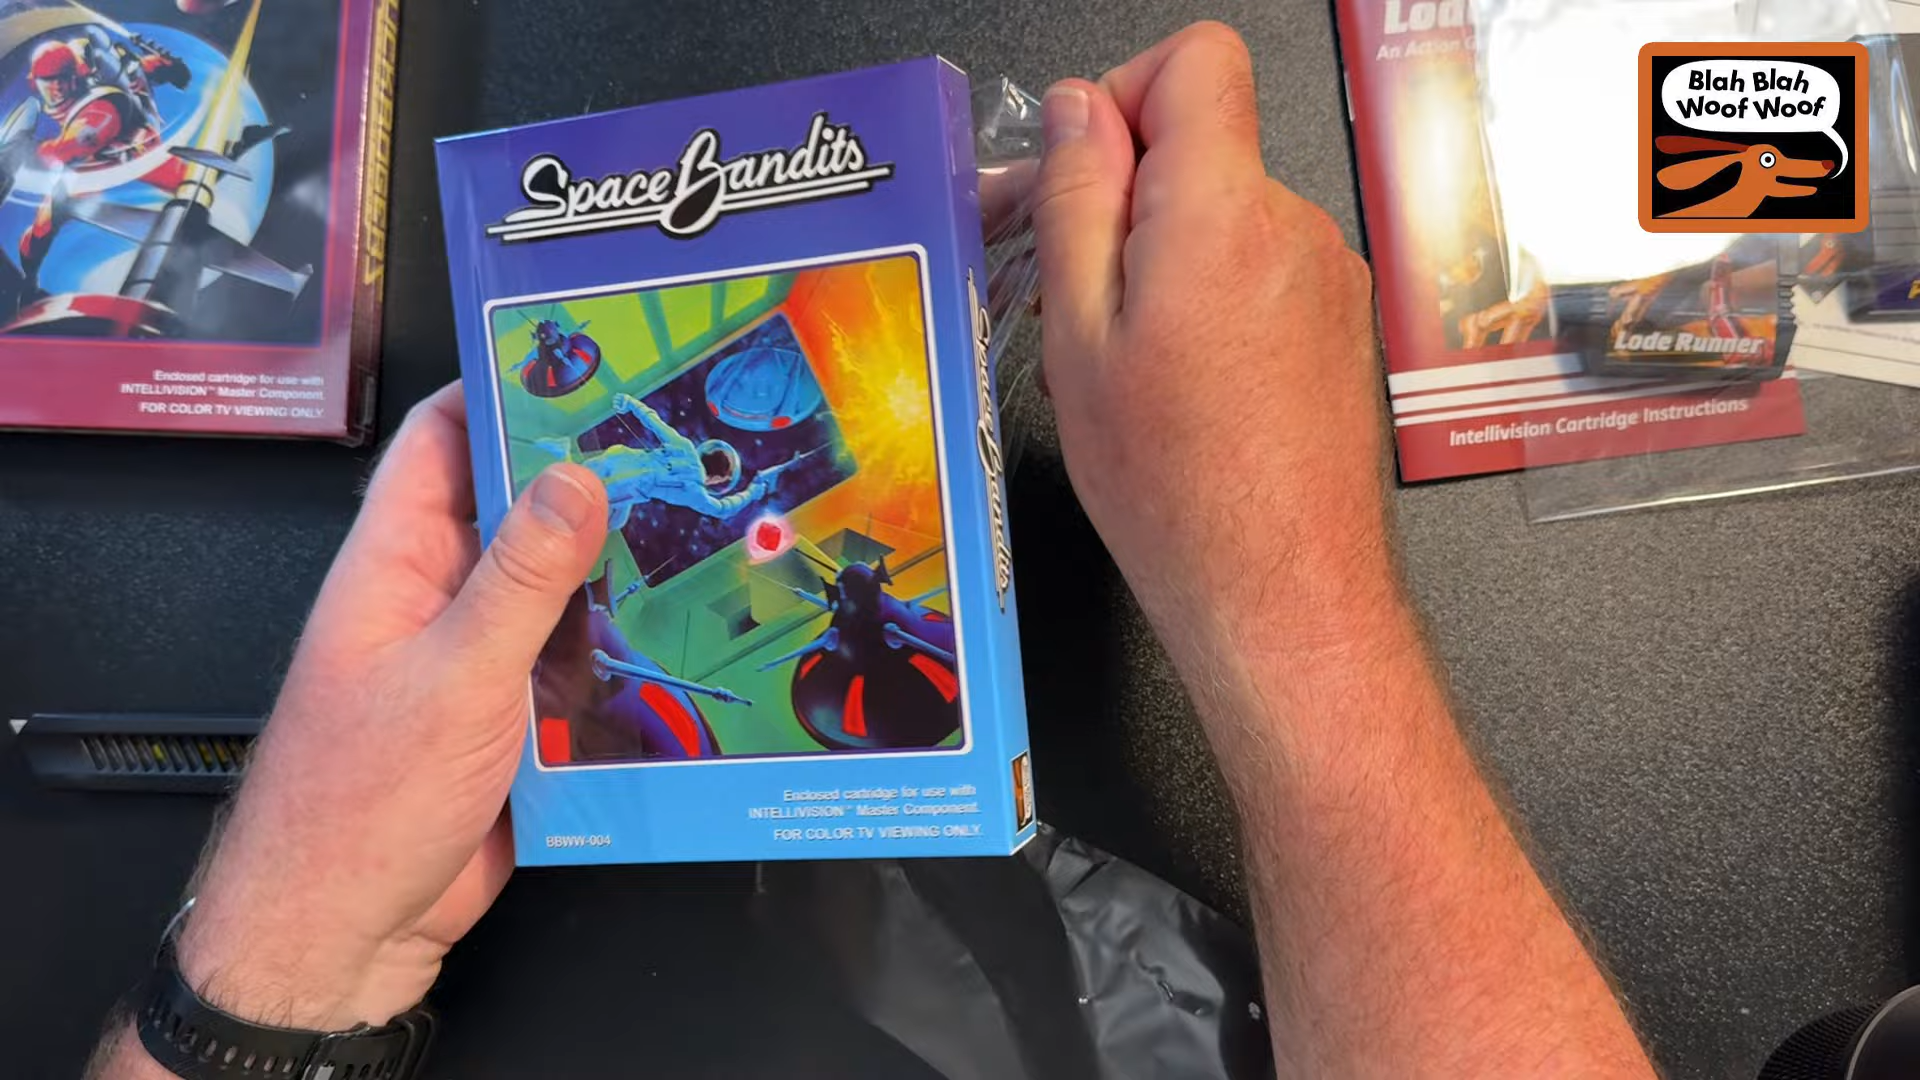 Enclosed cartridge for use with
INTELLIVISION™ Master Component.
FOR COLOR TV VIEWING ONLY.
Space Bandits
Enclosed cartridge for use with
INTELLIVISION™ Master Component.
FOR COLOR TV VIEWING ONLY.
BBWW-004
Space Bandits
An Action
Lode Runner
Intellivision Cartridge Instructions
Blah Blah
Woof Woof